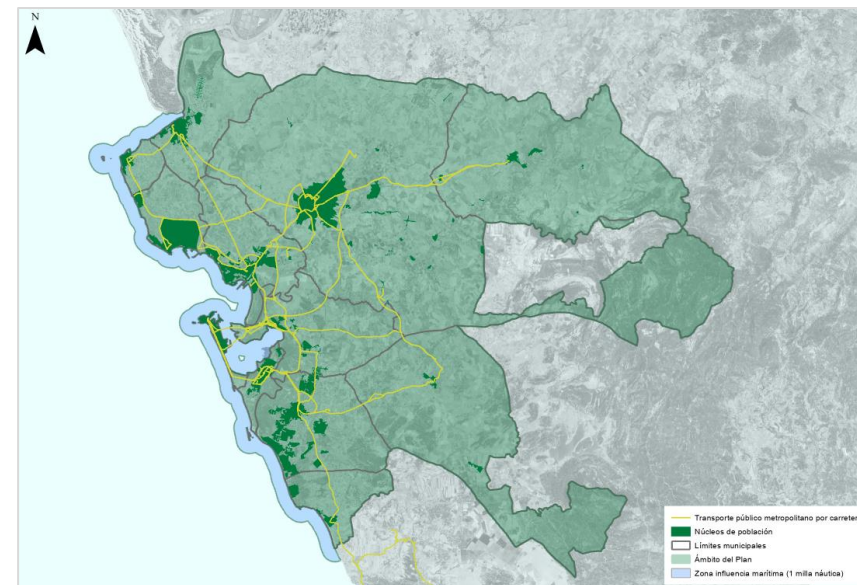 N
Transporte público metropolitano por carreter
Núcleos de población
Límites municipales
Ámbito del Plan
Zona influencia marítima (1 milla náutica)